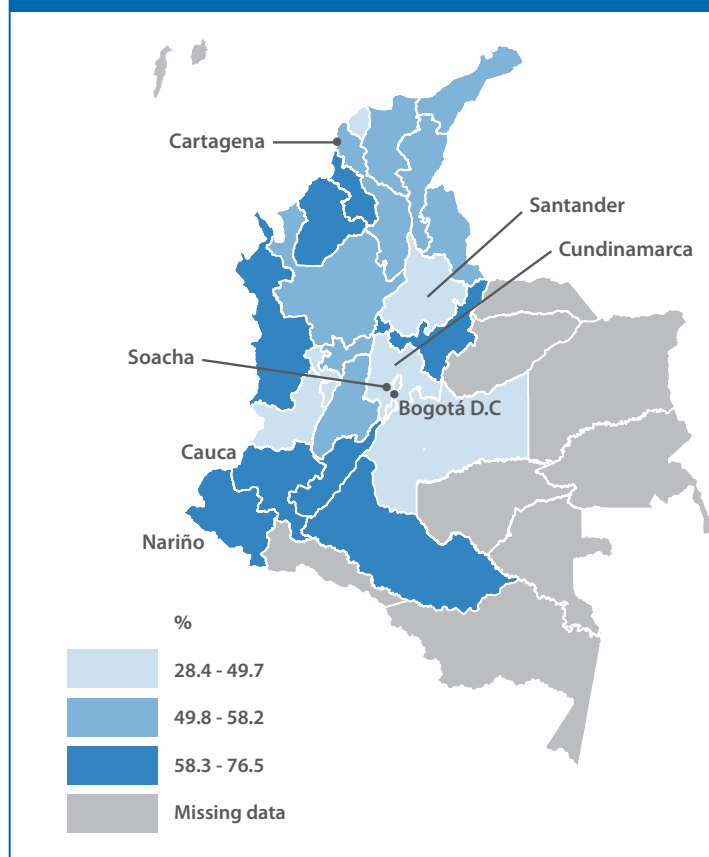 Cartagena
Santander
Cundinamarca
Soacha
Bogotá D.C
Cauca
Nariño
%
28.4 - 49.7
49.8 - 58.2
58.3 - 76.5
Missing data